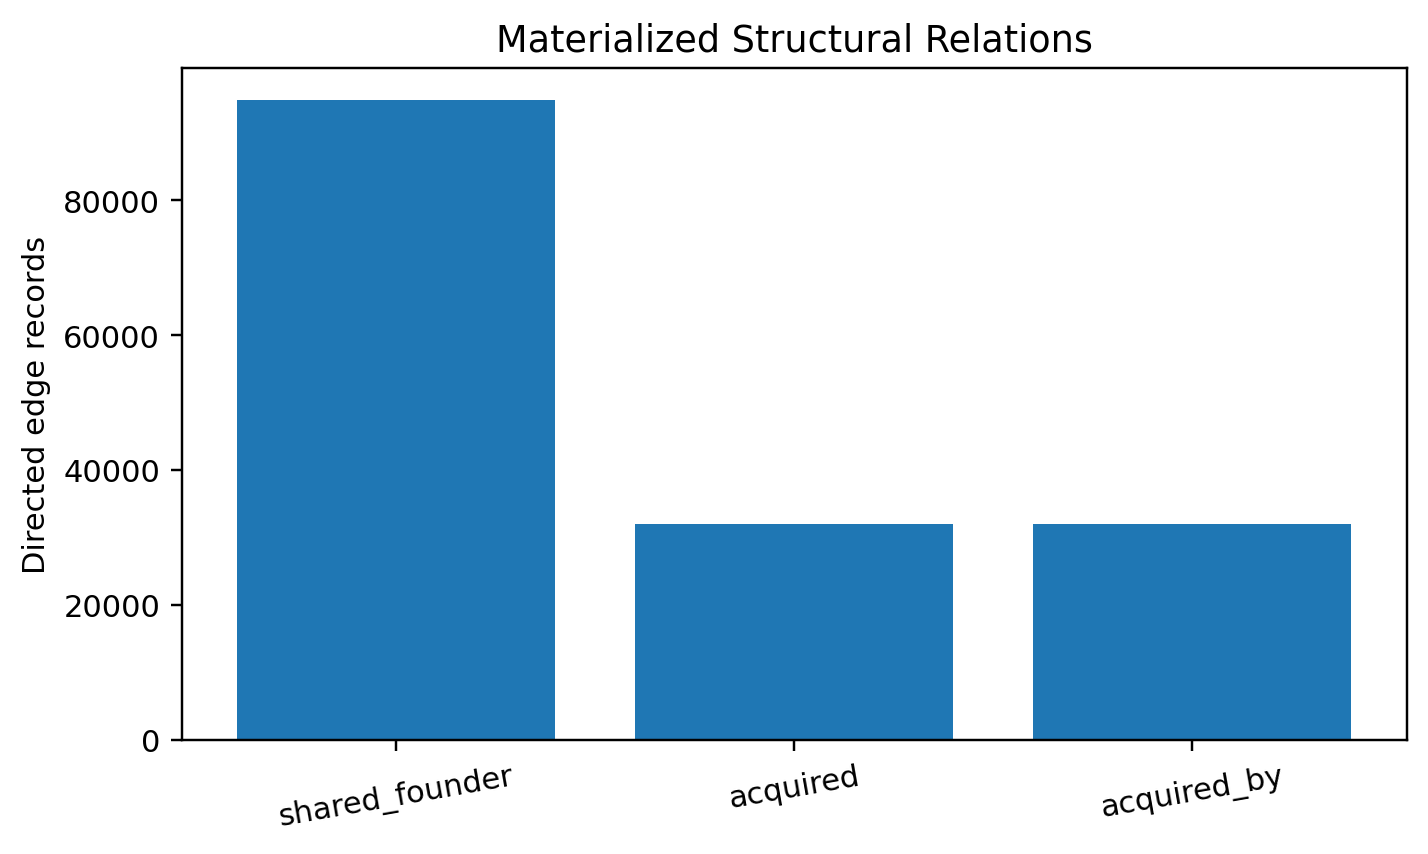 Materialized Structural Relations
Directed edge records
80000
60000
40000
20000
0
shared_founder
acquired
acquired_by